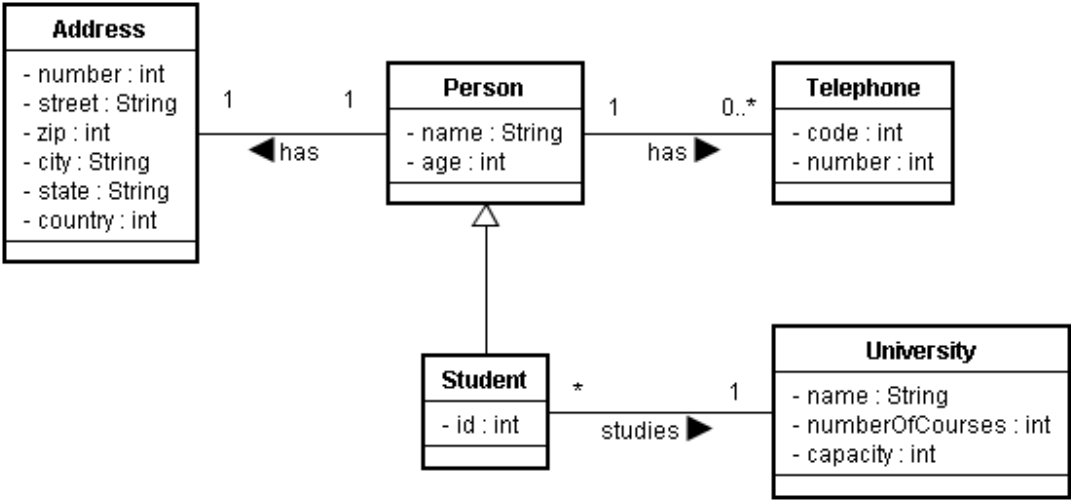 Address
- number : int
- street : String
- zip : int
- city : String
- state : String
- country : int
1
1
has
Person
- name : String
- age : int
1
0..*
has
Telephone
- code : int
- number : int
Student
- id : int
*
1
studies
University
- name : String
- numberOfCourses : int
- capacity : int